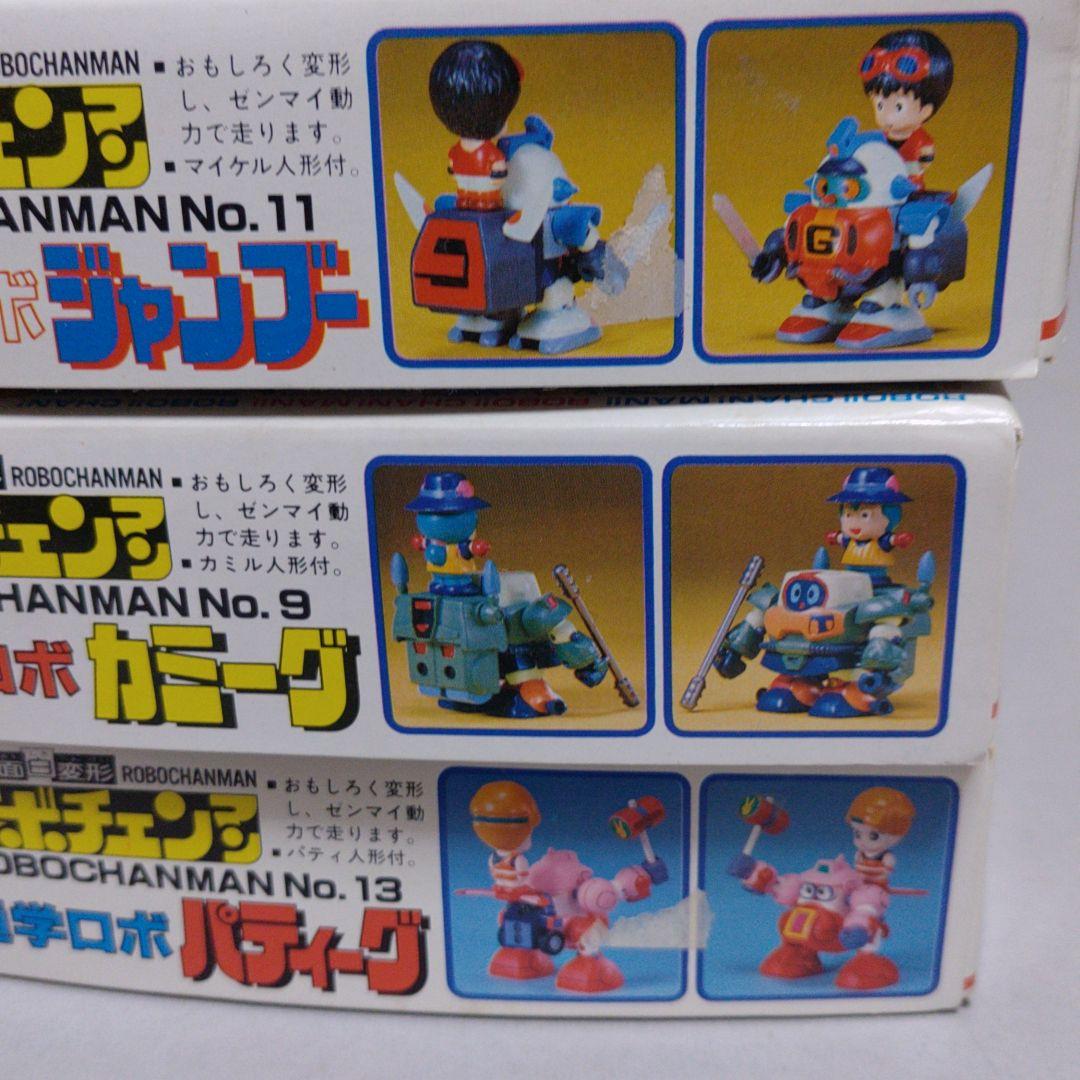 OBOCHANMAN
■おもしろく変形
し、ゼンマイ動
力で走ります。
■マイケル人形付。
チェンマン
HANMAN No.11
ボ ジャンブー
G
ROBO!!CHAN!MAN!!
ROBOCHANMAN
■おもしろく変形
し、ゼンマイ動
力で走ります。
■カミル人形付。
チェンマン
CHANMAN No.9
ロボ カミーグ
面白変形 ROBOCHANMAN
■おもしろく変形
し、ゼンマイ動
力で走ります。
■パティ人形付。
ボチェンマン
OBOCHANMAN No.13
学ロボ パティーグ